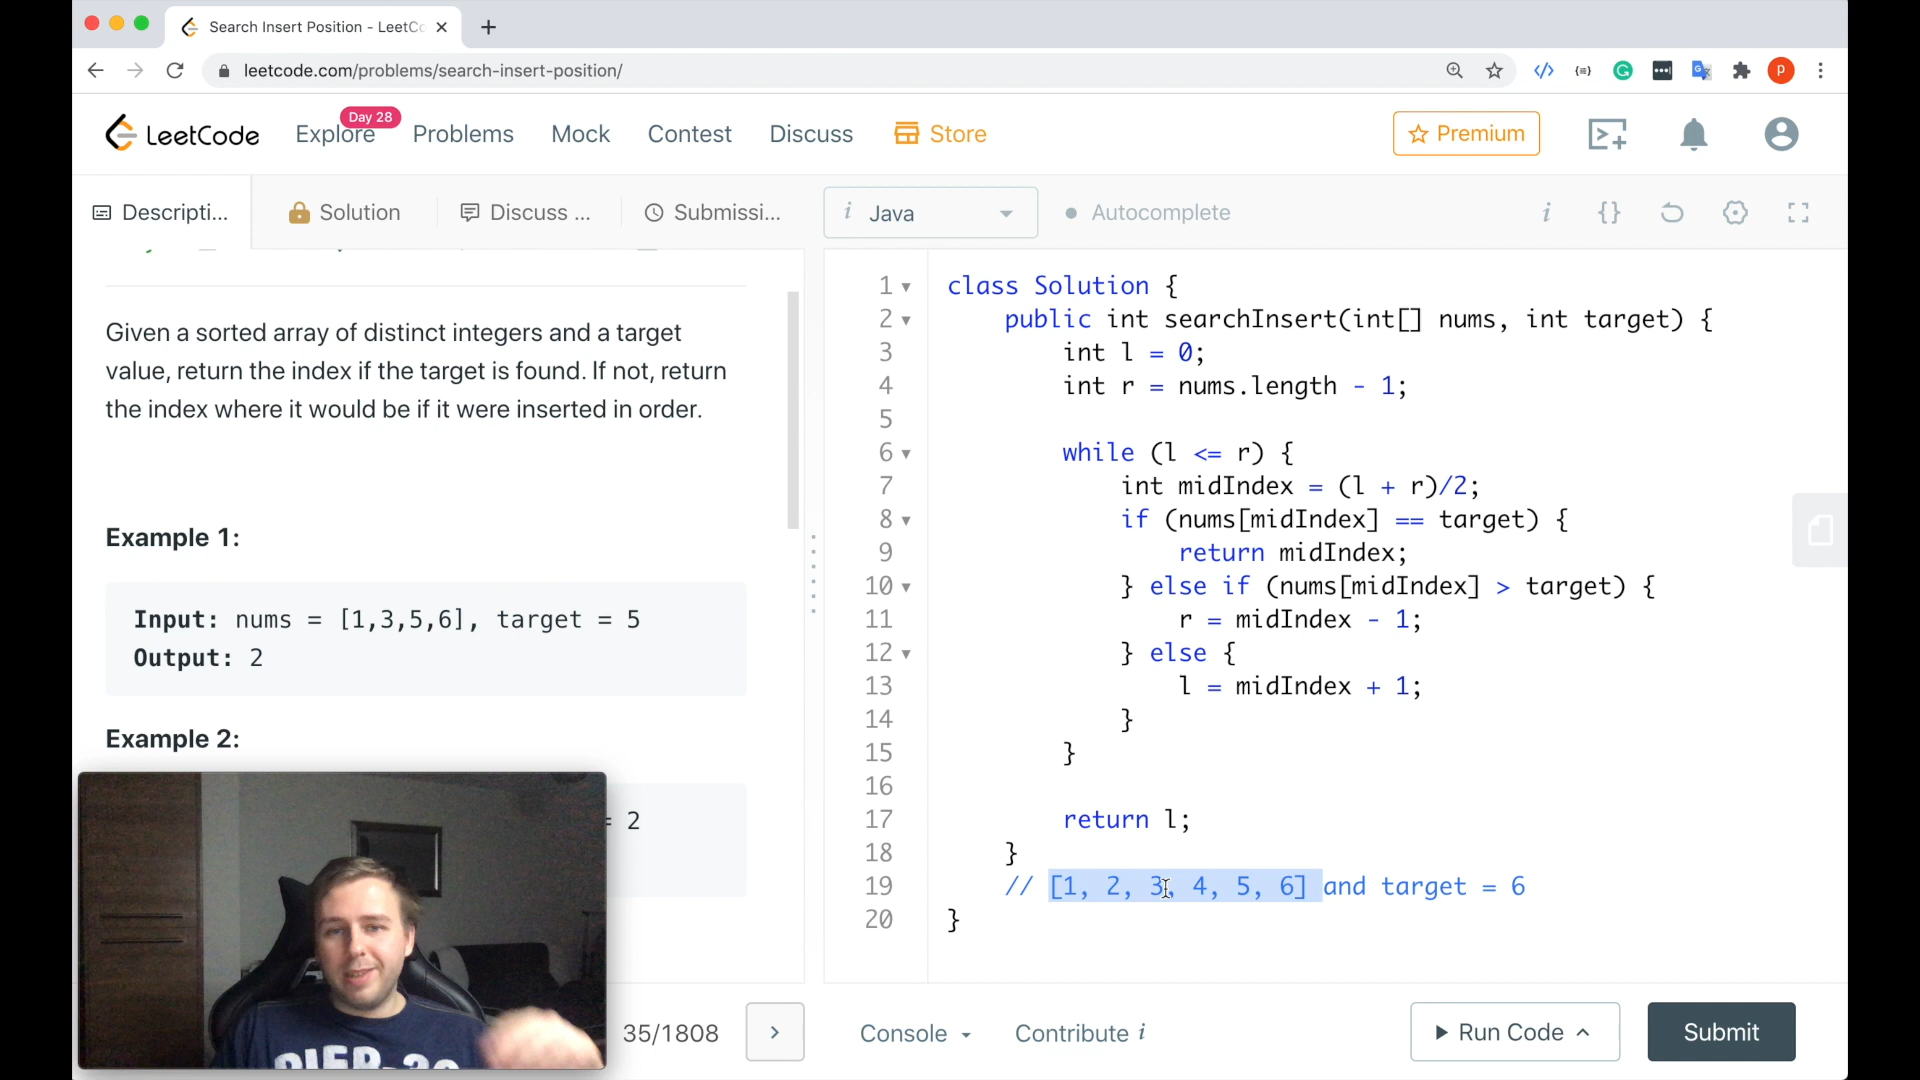 Search Insert Position - LeetCo
leetcode.com/problems/search-insert-position/
P
LeetCode
Explore
Day 28
Problems
Mock
Contest
Discuss
Store
Premium
Descripti...
Solution
Discuss ...
Submissi...
i Java
Autocomplete
Given a sorted array of distinct integers and a target
value, return the index if the target is found. If not, return
the index where it would be if it were inserted in order.
Example 1:
Input: nums = [1,3,5,6], target = 5
Output: 2
Example 2:
= 2
35/1808
1 class Solution {
2 public int searchInsert(int[] nums, int target) {
3 int l = 0;
4 int r = nums.length - 1;
5
6 while (l <= r) {
7 int midIndex = (l + r)/2;
8 if (nums[midIndex] == target) {
9 return midIndex;
10 } else if (nums[midIndex] > target) {
11 r = midIndex - 1;
12 } else {
13 l = midIndex + 1;
14 }
15 }
16
17 return l;
18 }
19 // [1, 2, 3, 4, 5, 6] and target = 6
20 }
Console
Contribute i
Run Code
Submit